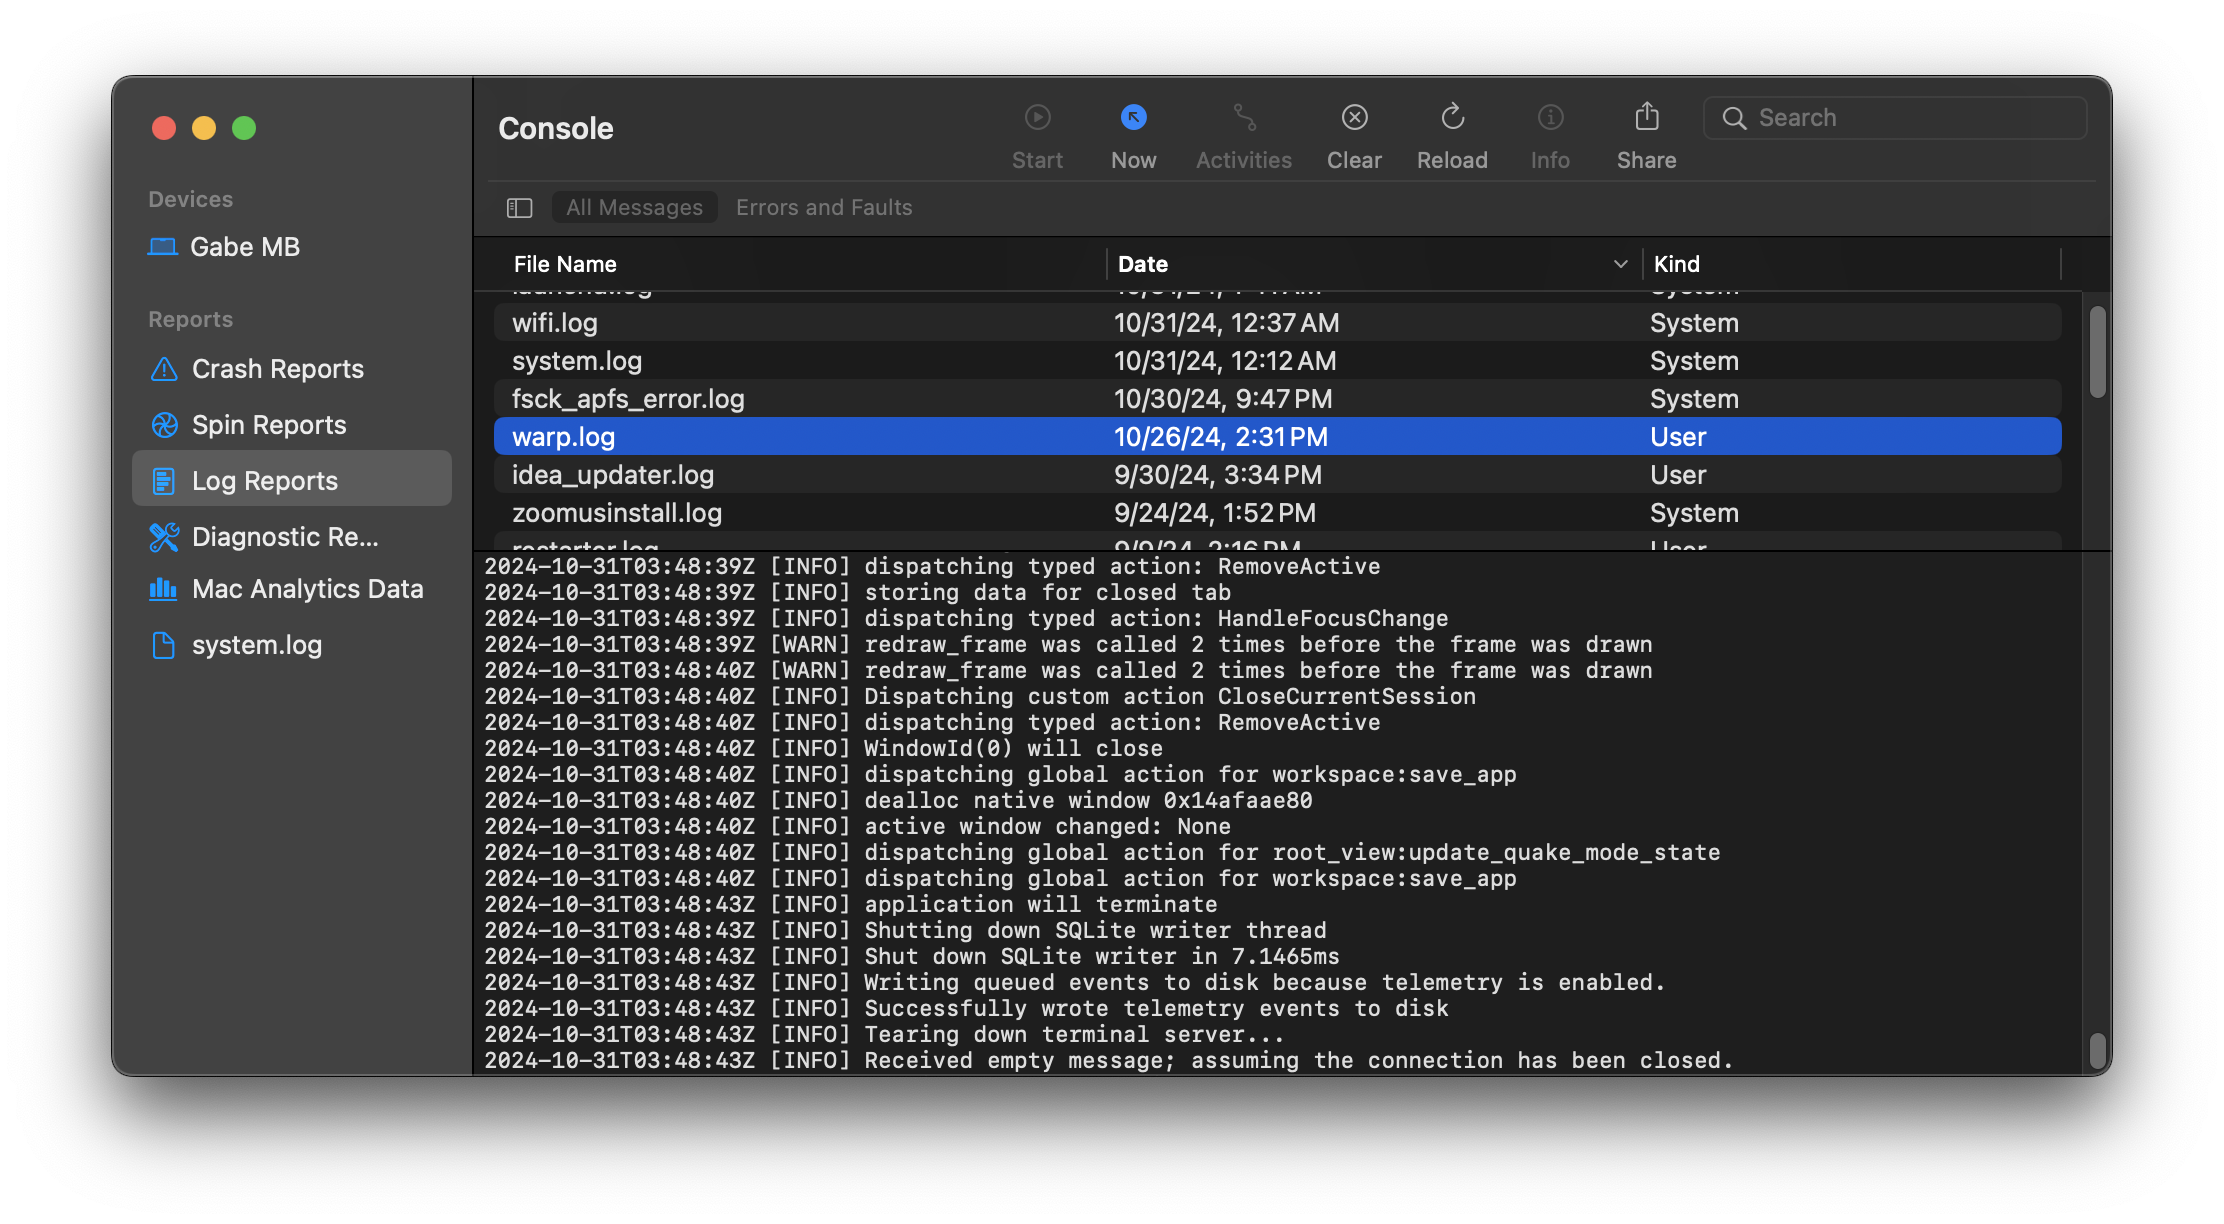 Console
Start
Now
Activities
Clear
Reload
Info
Share
Search
Devices
Gabe MB
Reports
Crash Reports
Spin Reports
Log Reports
Diagnostic Re...
Mac Analytics Data
system.log
All Messages
Errors and Faults
File Name Date Kind
wifi.log 10/31/24, 12:37 AM System
system.log 10/31/24, 12:12 AM System
fsck_apfs_error.log 10/30/24, 9:47 PM System
warp.log 10/26/24, 2:31 PM User
idea_updater.log 9/30/24, 3:34 PM User
zoomusinstall.log 9/24/24, 1:52 PM System
2024-10-31T03:48:39Z [INFO] dispatching typed action: RemoveActive
2024-10-31T03:48:39Z [INFO] storing data for closed tab
2024-10-31T03:48:39Z [INFO] dispatching typed action: HandleFocusChange
2024-10-31T03:48:39Z [WARN] redraw_frame was called 2 times before the frame was drawn
2024-10-31T03:48:40Z [WARN] redraw_frame was called 2 times before the frame was drawn
2024-10-31T03:48:40Z [INFO] Dispatching custom action CloseCurrentSession
2024-10-31T03:48:40Z [INFO] dispatching typed action: RemoveActive
2024-10-31T03:48:40Z [INFO] WindowId(0) will close
2024-10-31T03:48:40Z [INFO] dispatching global action for workspace:save_app
2024-10-31T03:48:40Z [INFO] dealloc native window 0x14afaae80
2024-10-31T03:48:40Z [INFO] active window changed: None
2024-10-31T03:48:40Z [INFO] dispatching global action for root_view:update_quake_mode_state
2024-10-31T03:48:40Z [INFO] dispatching global action for workspace:save_app
2024-10-31T03:48:43Z [INFO] application will terminate
2024-10-31T03:48:43Z [INFO] Shutting down SQLite writer thread
2024-10-31T03:48:43Z [INFO] Shut down SQLite writer in 7.1465ms
2024-10-31T03:48:43Z [INFO] Writing queued events to disk because telemetry is enabled.
2024-10-31T03:48:43Z [INFO] Successfully wrote telemetry events to disk
2024-10-31T03:48:43Z [INFO] Tearing down terminal server...
2024-10-31T03:48:43Z [INFO] Received empty message; assuming the connection has been closed.